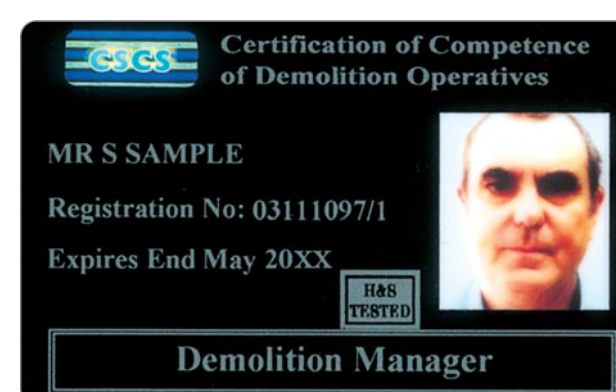 CSCS
Certification of Competence
of Demolition Operatives
MR S SAMPLE
Registration No: 03111097/1
Expires End May 20XX
H&S
TESTED
Demolition Manager